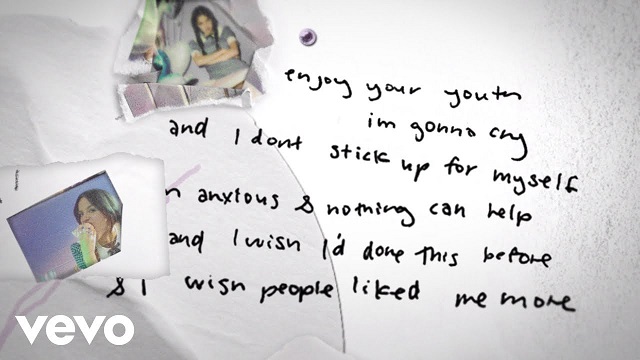 enjoy your youth
im gonna cry
and I dont stick up for myself
anxious & nothing can help
and I wish I'd done this before
& I wish people liked me more
vevo